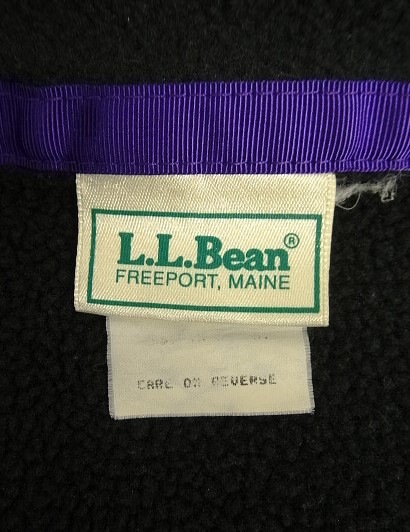 L.L.Bean®
FREEPORT, MAINE
CARE ON REVERSE